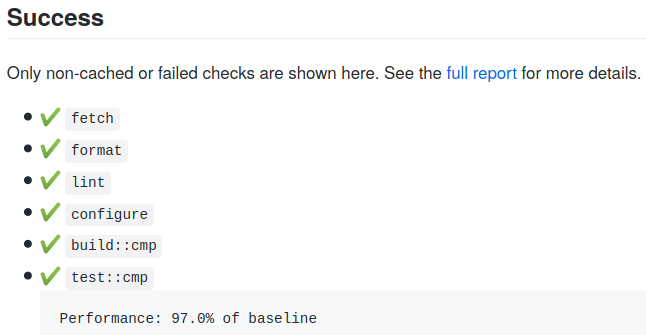 Success
Only non-cached or failed checks are shown here. See the full report for more details.
fetch
format
lint
configure
build::cmp
test::cmp
Performance: 97.0% of baseline